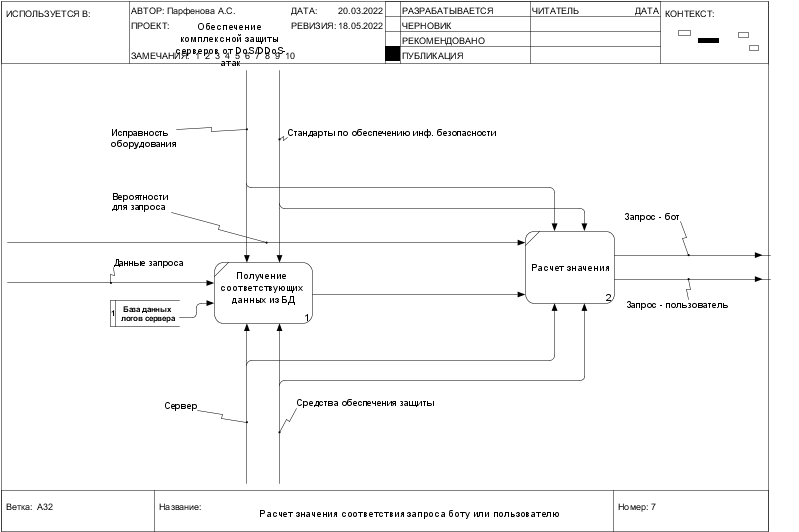 ИСПОЛЬЗУЕТСЯ В:
АВТОР: Парфенова А.С.
ДАТА: 20.03.2022
ПРОЕКТ: Обеспечение
комплексной защиты
серверов от DoS/DDoS-
атак
РЕВИЗИЯ: 18.05.2022
ЗАМЕЧАНИЯ: 1 2 3 4 5 6 7 8 9 10
РАЗРАБАТЫВАЕТСЯ
ЧЕРНОВИК
РЕКОМЕНДОВАНО
ПУБЛИКАЦИЯ
ЧИТАТЕЛЬ ДАТА
КОНТЕКСТ:
Исправность
оборудования
Стандарты по обеспечению инф. безопасности
Вероятности
для запроса
Запрос - бот
Данные запроса
Получение
соответствующих
данных из БД
1
Расчет значения
2
1
База данных
логов сервера
Запрос - пользователь
Сервер
Средства обеспечения защиты
Ветка: A32
Название:
Расчет значения соответствия запроса боту или пользователю
Номер: 7